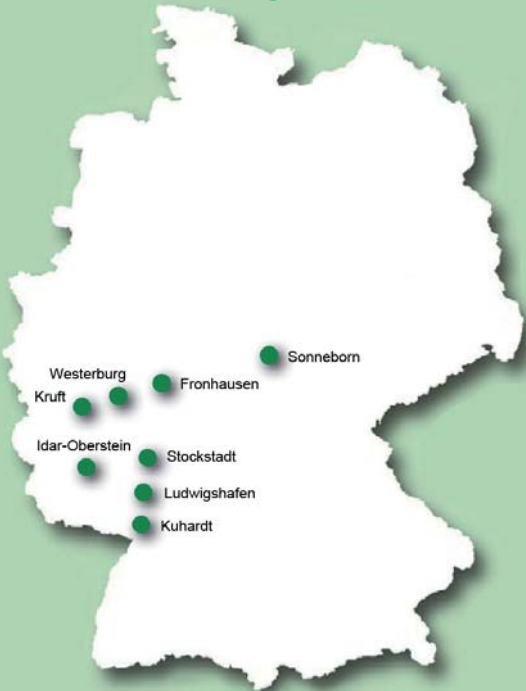 Sonneborn
Westerburg
Fronhausen
Kruft
Idar-Oberstein
Stockstadt
Ludwigshafen
Kuhardt